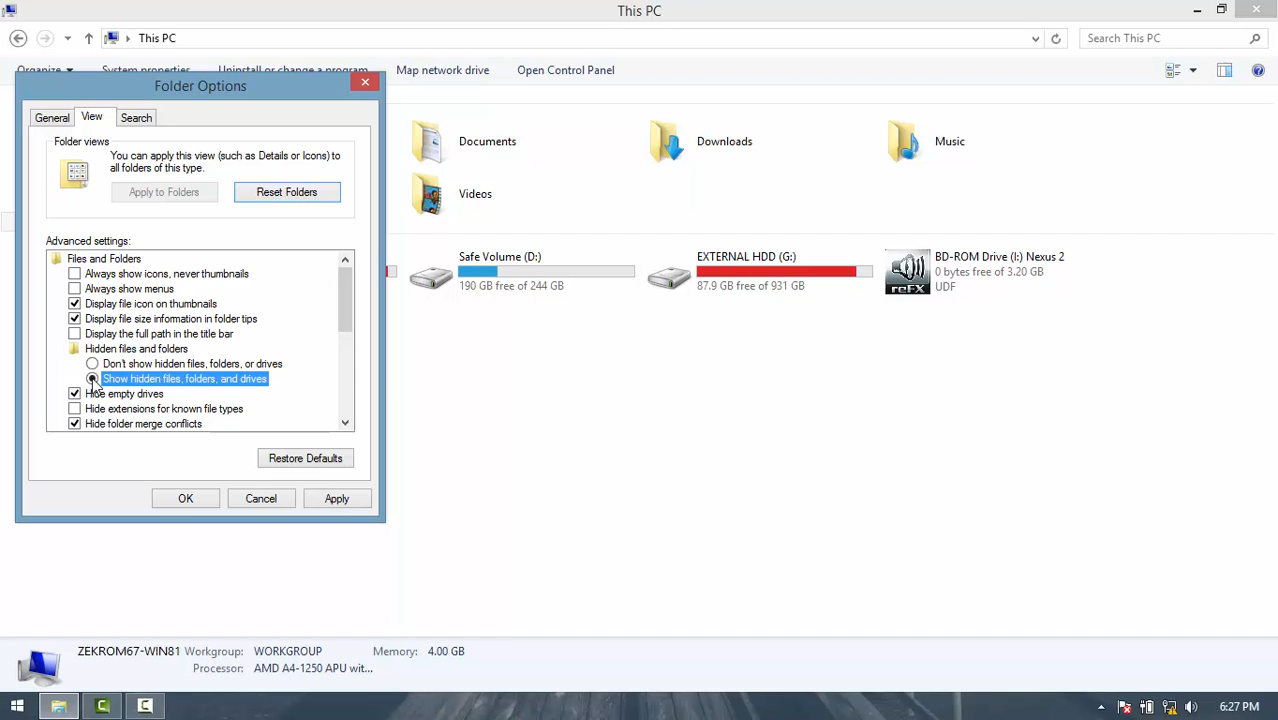 This PC
This PC
Search This PC
Organize
System properties
Uninstall or change a program
Map network drive
Open Control Panel
Folder Options
General
View
Search
Folder views
You can apply this view (such as Details or Icons) to
all folders of this type.
Apply to Folders
Reset Folders
Advanced settings:
Files and Folders
Always show icons, never thumbnails
Always show menus
Display file icon on thumbnails
Display file size information in folder tips
Display the full path in the title bar
Hidden files and folders
Don't show hidden files, folders, or drives
Show hidden files, folders, and drives
Hide empty drives
Hide extensions for known file types
Hide folder merge conflicts
Restore Defaults
OK
Cancel
Apply
Documents
Downloads
Music
Videos
Safe Volume (D:)
190 GB free of 244 GB
EXTERNAL HDD (G:)
87.9 GB free of 931 GB
reFX
BD-ROM Drive (I:) Nexus 2
0 bytes free of 3.20 GB
UDF
ZEKROM67-WIN81
Workgroup: WORKGROUP
Memory: 4.00 GB
Processor: AMD A4-1250 APU wit...
6:27 PM